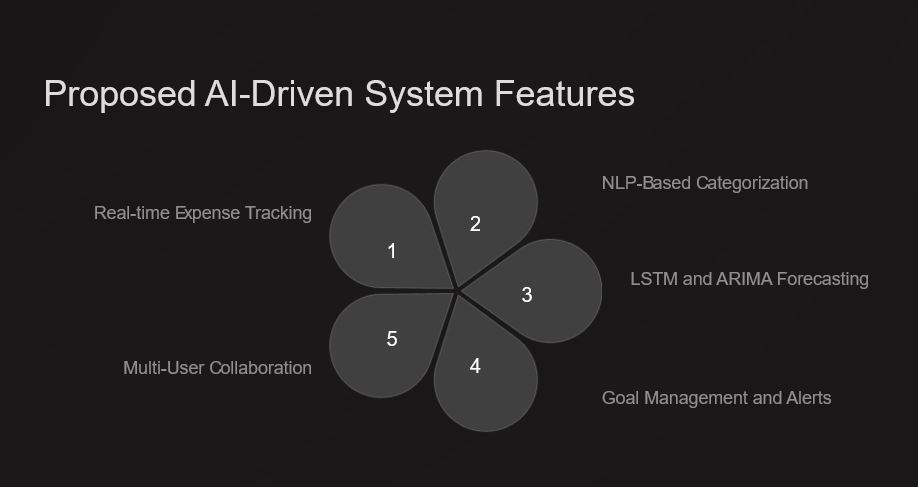 Proposed AI-Driven System Features
Real-time Expense Tracking
1
2
NLP-Based Categorization
3
LSTM and ARIMA Forecasting
4
Goal Management and Alerts
5
Multi-User Collaboration